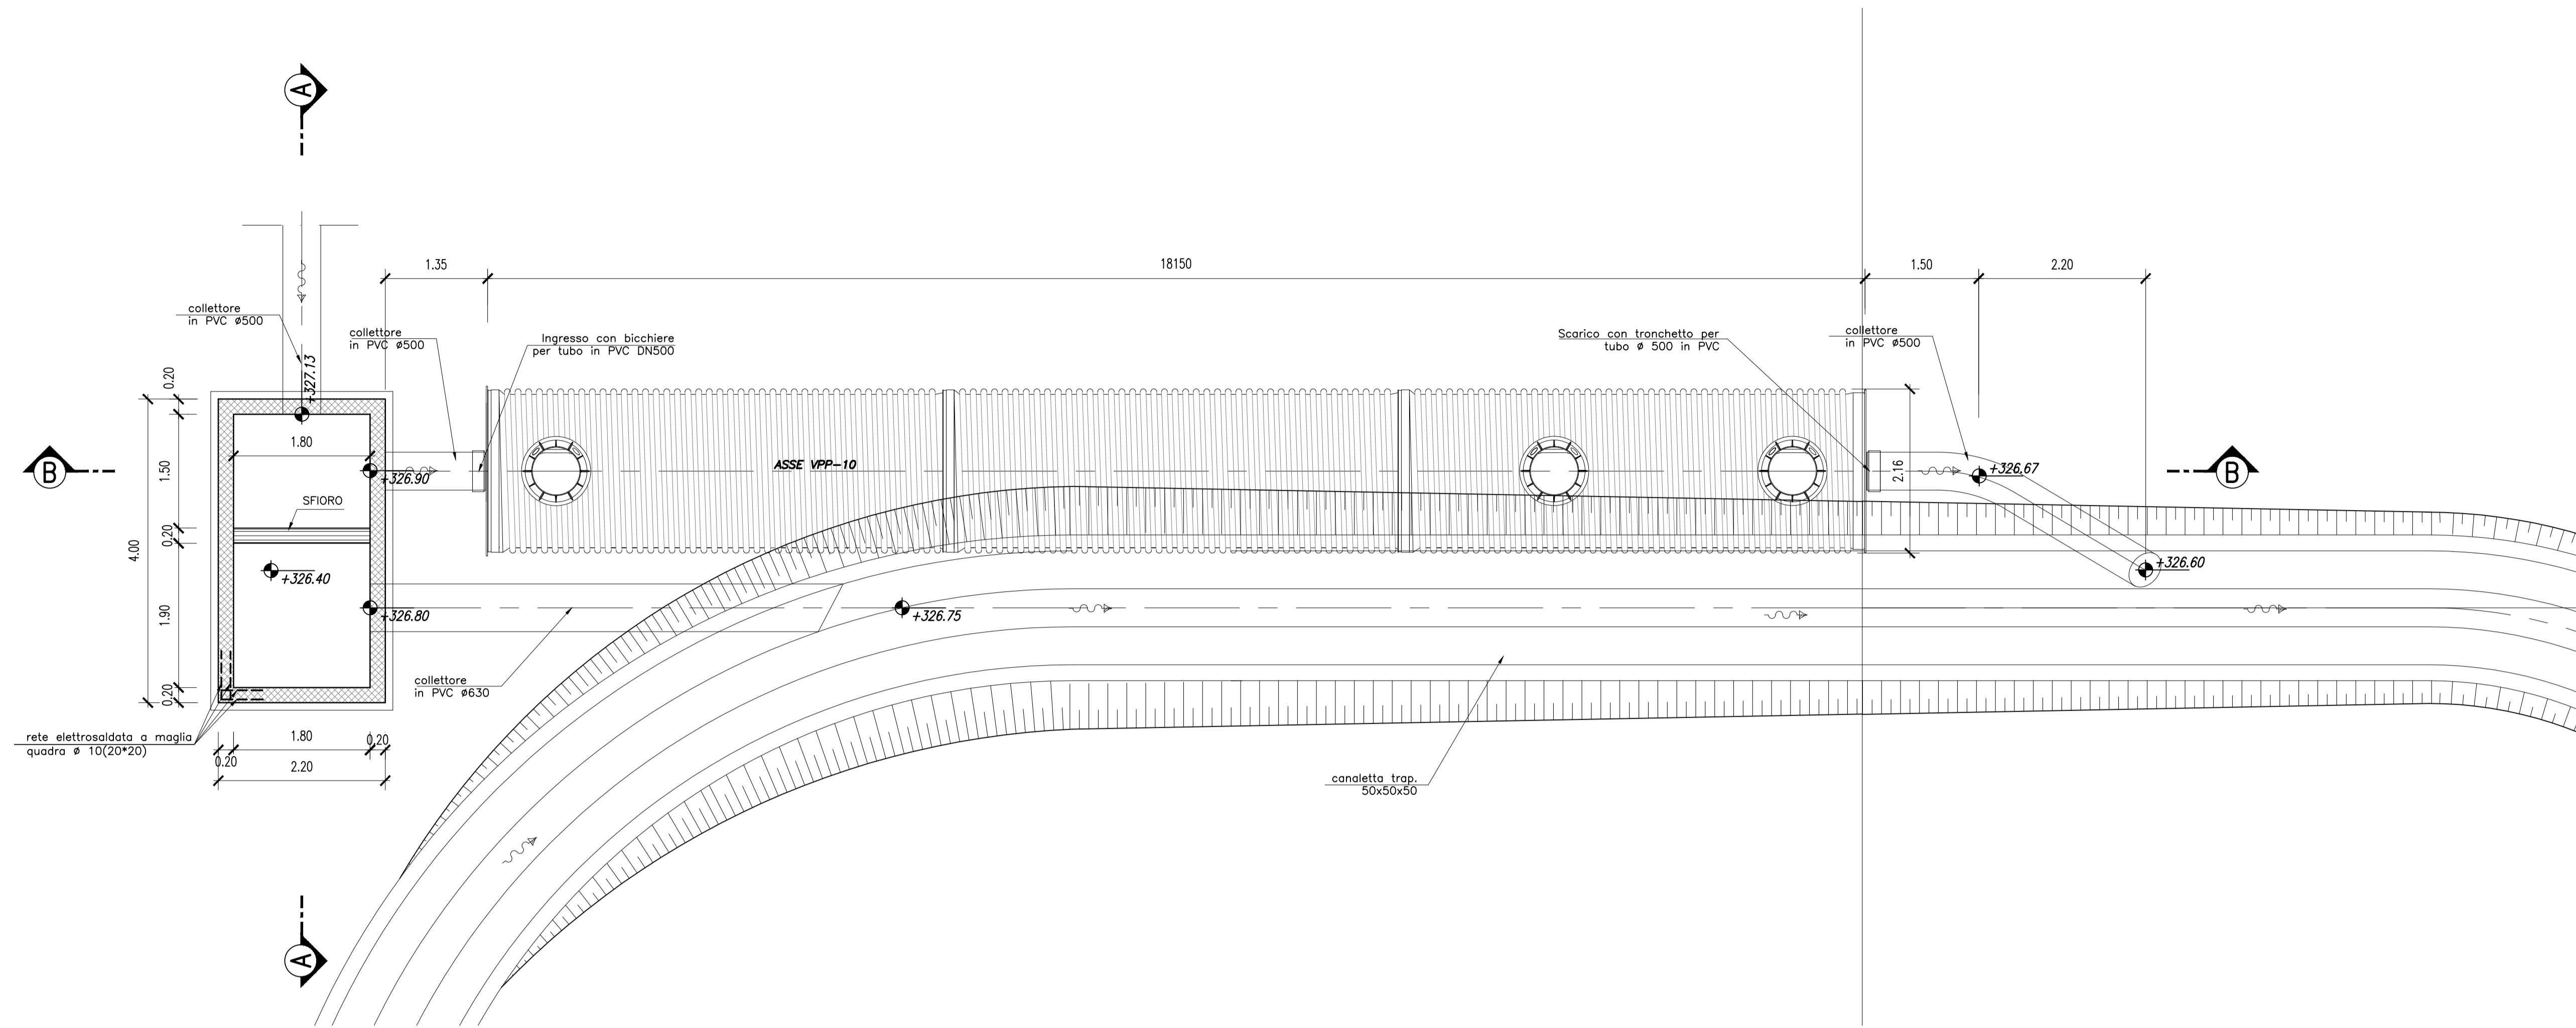 A
18150
1.35
1.50
2.20
collettore
in PVC ø500
collettore
in PVC ø500
Ingresso con bicchiere
per tubo in PVC DN500
Scarico con tronchetto per
tubo ø 500 in PVC
collettore
in PVC ø500
+327.13
0.20
1.80
1.50
B
+326.90
ASSE VPP-10
2.16
+326.67
B
SFIORO
0.20
4.00
+326.40
+326.60
1.90
+326.80
+326.75
collettore
in PVC ø630
0.20
rete elettrosaldata a maglia
quadra ø 10(20*20)
1.80
0.20
0.20
2.20
canaletta trap.
50x50x50
A